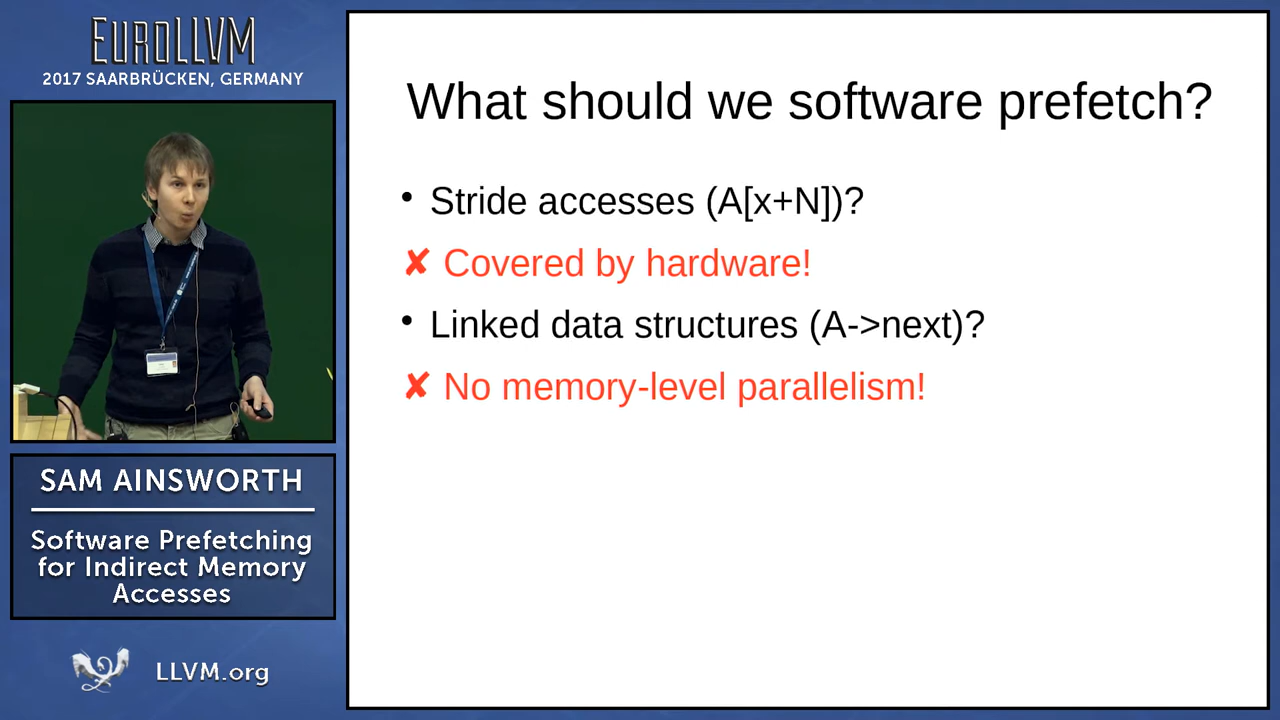 EUROLLVM
2017 SAARBRÜCKEN, GERMANY
SAM AINSWORTH
Software Prefetching
for Indirect Memory
Accesses
LLVM.org
What should we software prefetch?
• Stride accesses (A[x+N])?
✘ Covered by hardware!
• Linked data structures (A->next)?
✘ No memory-level parallelism!